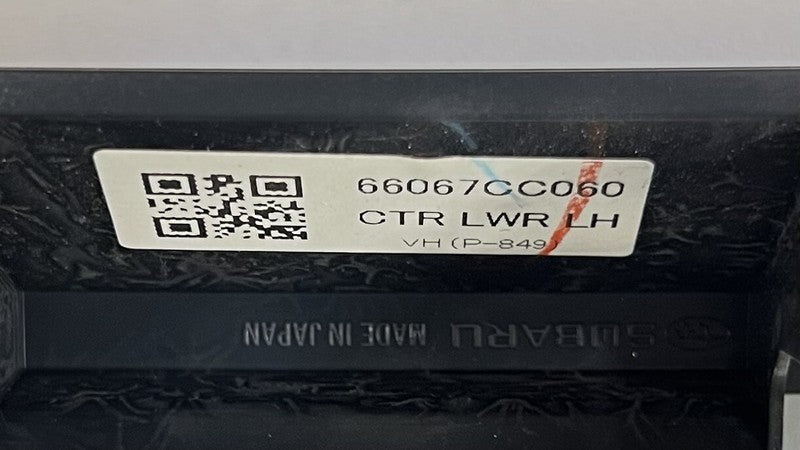 66067CC060
CTR LWR LH
VH (P-849)
SUBARU MADE IN JAPAN